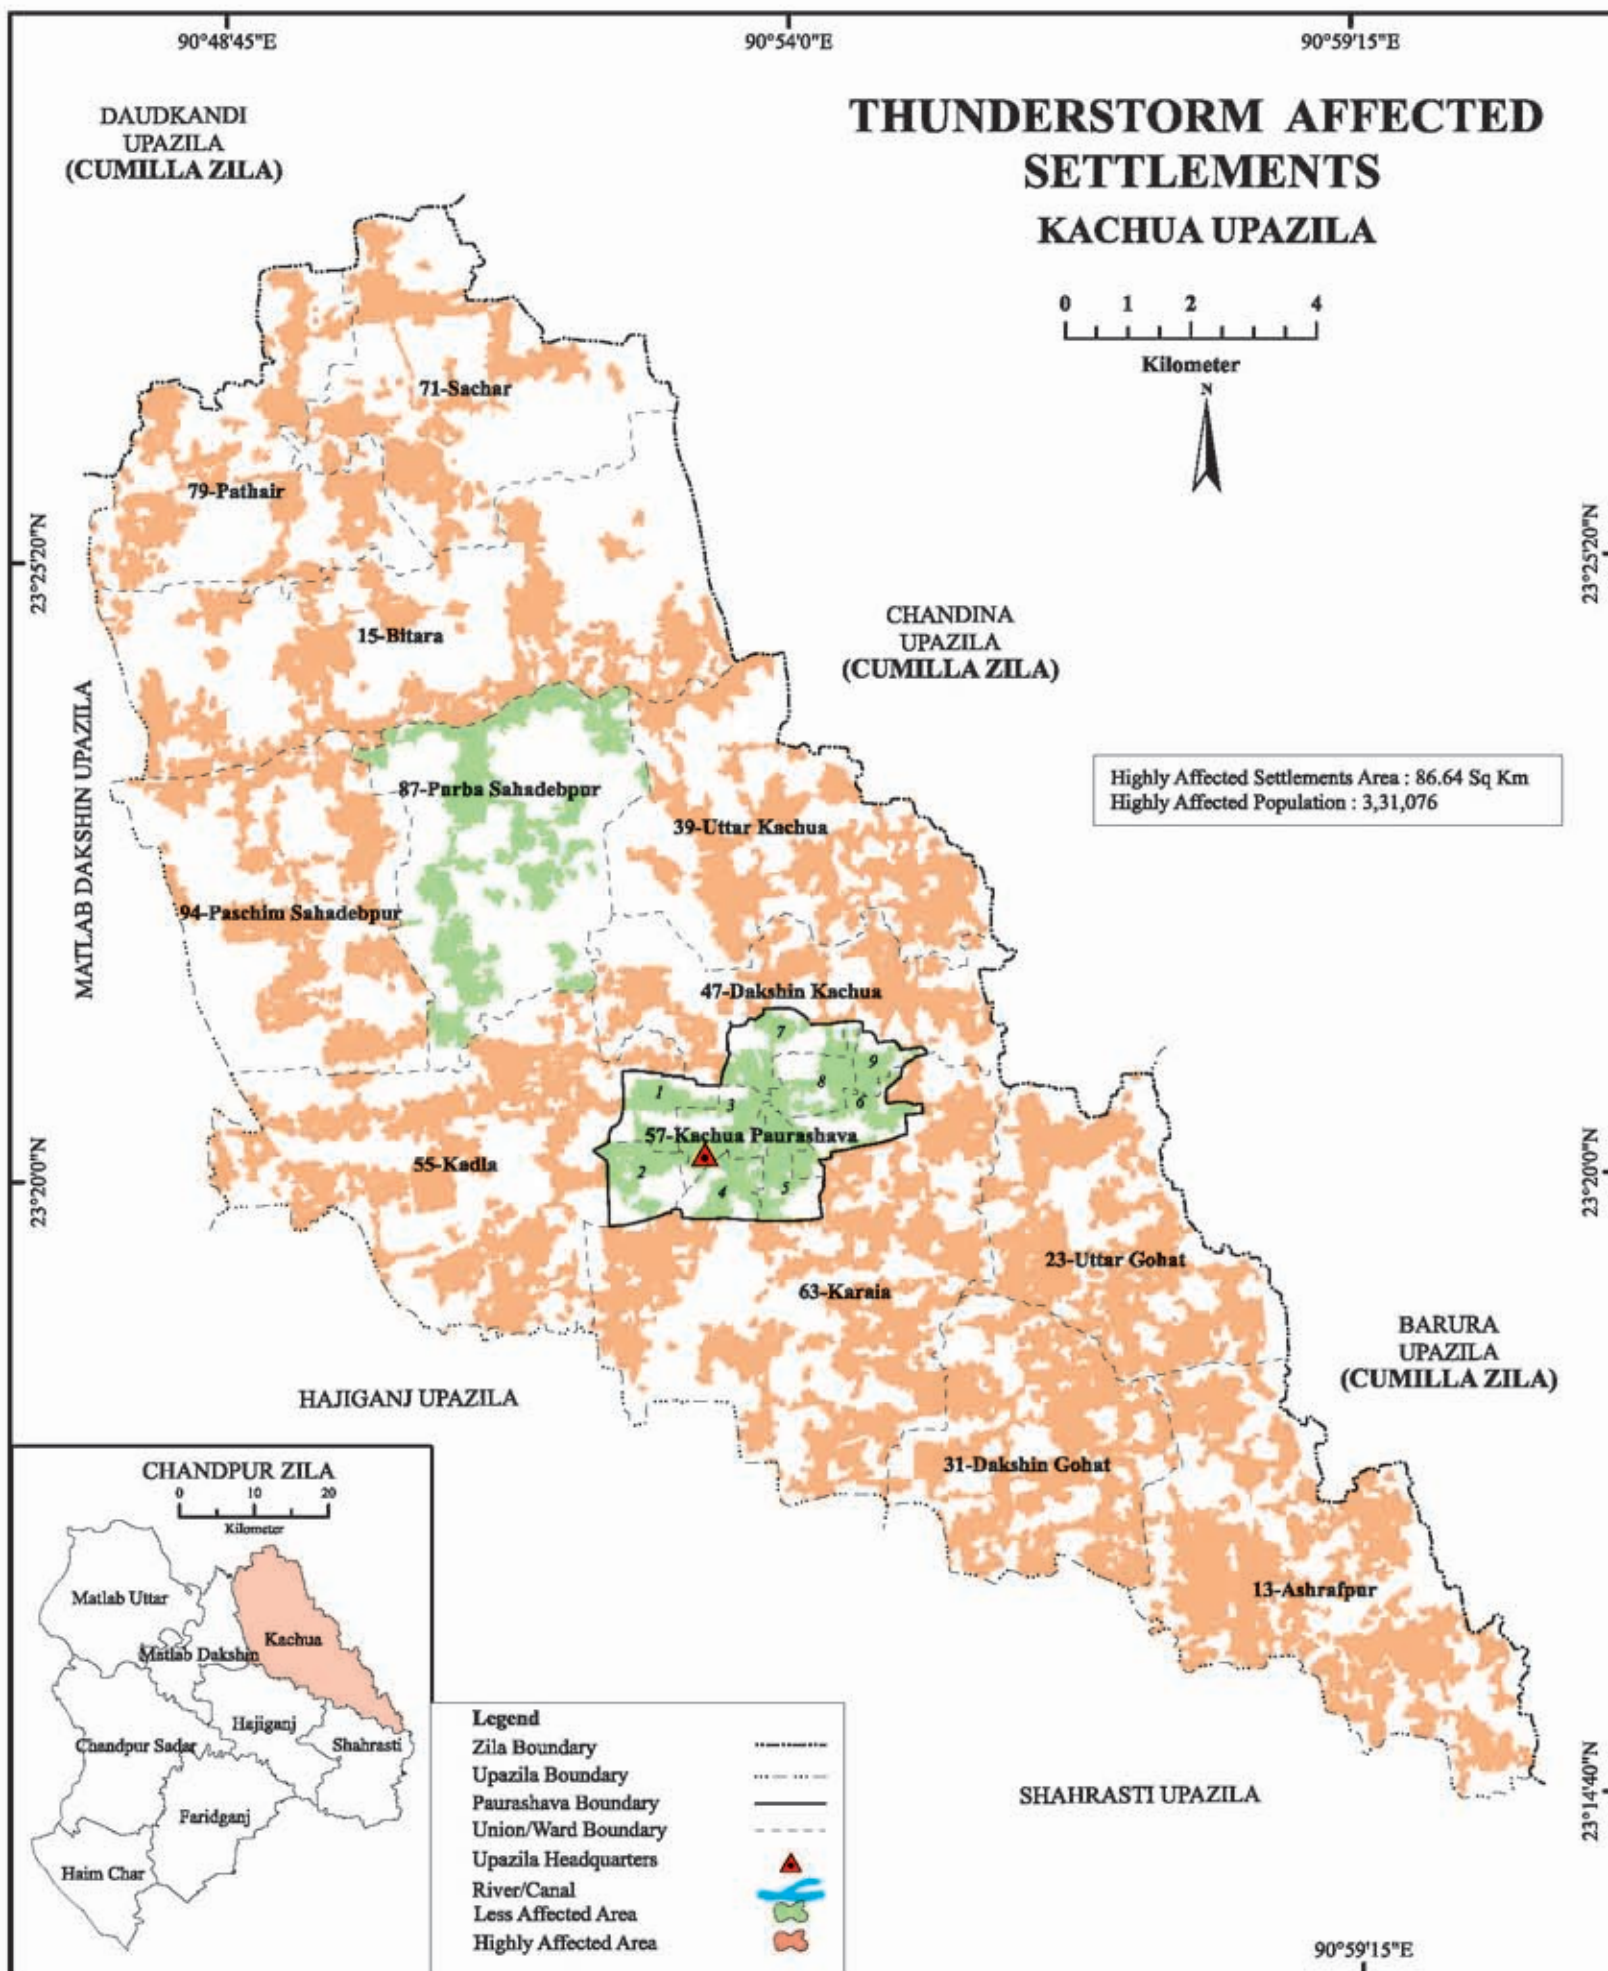 90°48'45"E
90°54'0"E
90°59'15"E
DAUDKANDI
UPAZILA
(CUMILLA ZILA)
THUNDERSTORM AFFECTED
SETTLEMENTS
KACHUA UPAZILA
0 1 2 4
Kilometer
N
71-Sachar
79-Pathair
23°25'20"N
23°25'20"N
15-Bitara
CHANDINA
UPAZILA
(CUMILLA ZILA)
MATLAB DAKSHIN UPAZILA
Highly Affected Settlements Area : 86.64 Sq Km
Highly Affected Population : 3,31,076
87-Purba Sahadebpur
39-Uttar Kachua
94-Paschim Sahadebpur
47-Dakshin Kachua
7
9
8
1
3
6
57-Kachua Paurashava
2
4
5
55-Kadla
23°20'0"N
23°20'0"N
23-Uttar Gohat
63-Karaia
BARURA
UPAZILA
(CUMILLA ZILA)
HAJIGANJ UPAZILA
31-Dakshin Gohat
13-Ashrafpur
SHAHRASTI UPAZILA
23°14'40"N
90°59'15"E
CHANDPUR ZILA
0 10 20
Kilometer
Matlab Uttar
Kachua
Matlab Dakshin
Hajiganj
Chandpur Sadar
Shahrasti
Faridganj
Haim Char
Legend
Zila Boundary
Upazila Boundary
Paurashava Boundary
Union/Ward Boundary
Upazila Headquarters
River/Canal
Less Affected Area
Highly Affected Area